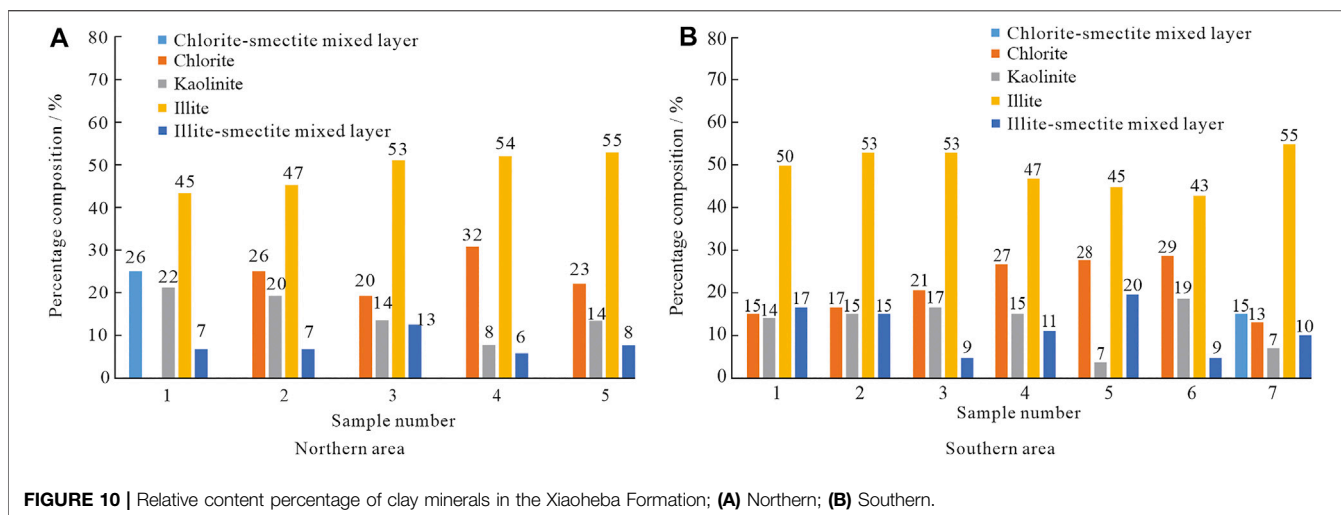 A
80
70
60
50
40
30
20
10
0
Percentage composition / %
Chlorite-smectite mixed layer
Chlorite
Kaolinite
Illite
Illite-smectite mixed layer
26 22 45 7
26 20 47 7
20 14 53 13
32 8 54 6
23 14 55 8
1 2 3 4 5
Sample number
Northern area
B
80
70
60
50
40
30
20
10
0
Percentage composition / %
Chlorite-smectite mixed layer
Chlorite
Kaolinite
Illite
Illite-smectite mixed layer
15 14 50 17
17 15 53 15
21 17 53 9
27 15 47 11
28 7 45 20
29 19 43 9
15 13 7 55 10
1 2 3 4 5 6 7
Sample number
Southern area
FIGURE 10 | Relative content percentage of clay minerals in the Xiaoheba Formation; (A) Northern; (B) Southern.